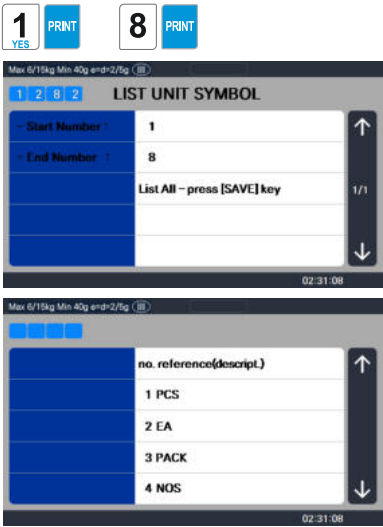 1 YES PRINT 8 PRINT
Max 6/15kg Min 40g e=d=2/5g (III)
1 2 8 2 LIST UNIT SYMBOL
- Start Number : 1
- End Number : 8
List All - press [SAVE] key
1/1
02:31:08
Max 6/15kg Min 40g e=d=2/5g (III)
no. reference(descript.)
1 PCS
2 EA
3 PACK
4 NOS
02:31:08